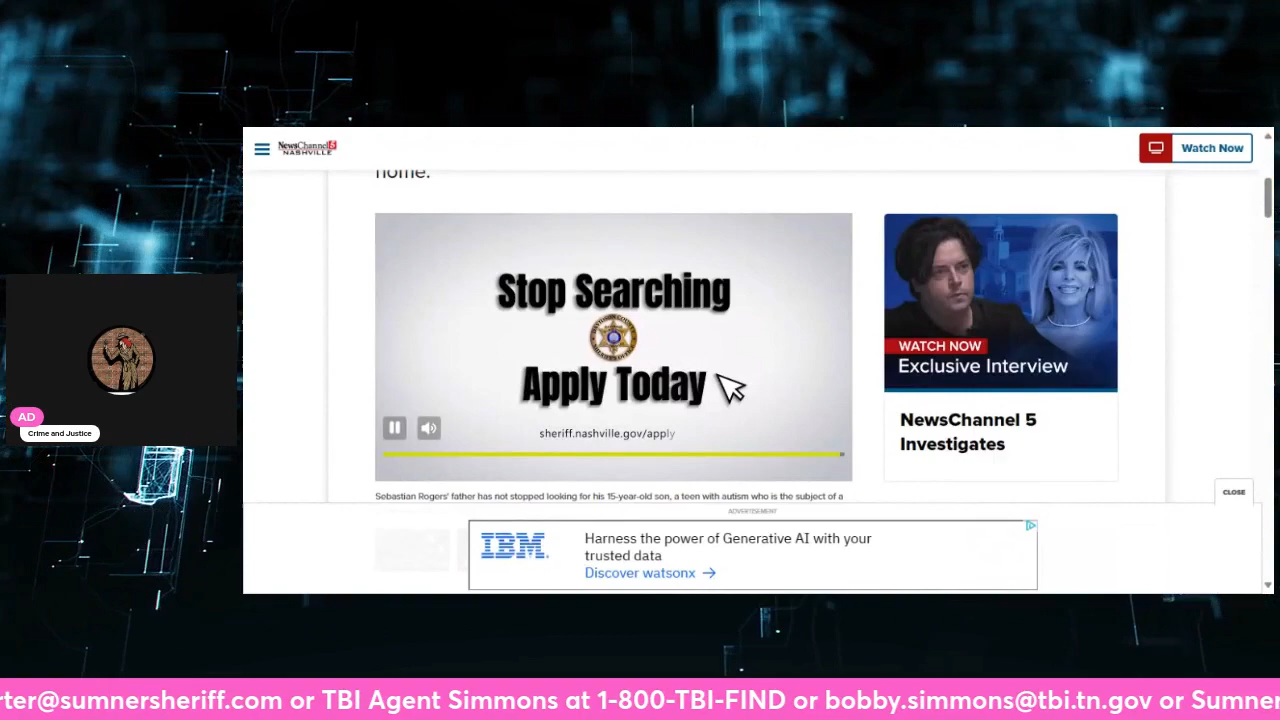 NewsChannel 5
NASHVILLE
Watch Now
home.
Stop Searching
Apply Today
sheriff.nashville.gov/apply
WATCH NOW
Exclusive Interview
NewsChannel 5
Investigates
AD
Crime and Justice
Sebastian Rogers' father has not stopped looking for his 15-year-old son, a teen with autism who is the subject of a
CLOSE
ADVERTISEMENT
IBM
Harness the power of Generative AI with your
trusted data
Discover watsonx →
rter@sumnersheriff.com or TBI Agent Simmons at 1-800-TBI-FIND or bobby.simmons@tbi.tn.gov or Sumner